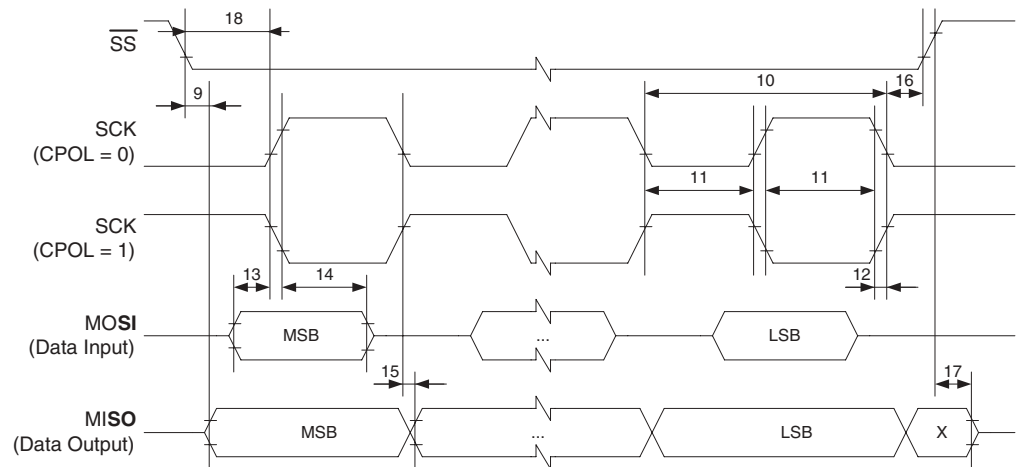 18
SS
10
9
16
SCK
(CPOL = 0)
11
11
SCK
(CPOL = 1)
13
14
12
MOSI
(Data Input)
MSB
...
LSB
15
17
MISO
(Data Output)
MSB
...
LSB
X